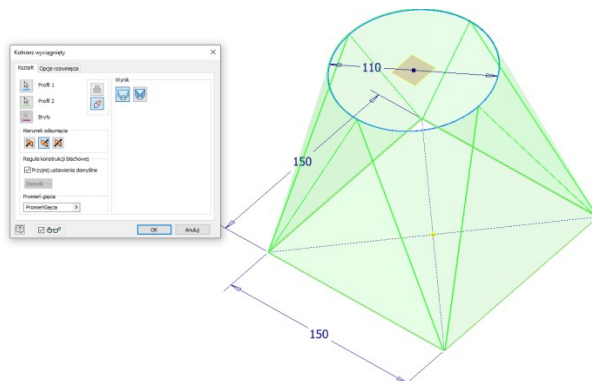 Kołnierz wyciągnięty
Kształt Opcje rozwinięcia
Profil 1
Profil 2
Bryły
Wynik
Kierunek odsunięcia
Reguła konstrukcji blachowej
Przyjmij ustawienia domyślne
Domyśl
Promień gięcia
PromieńGięcia
OK Anuluj
110
150
150